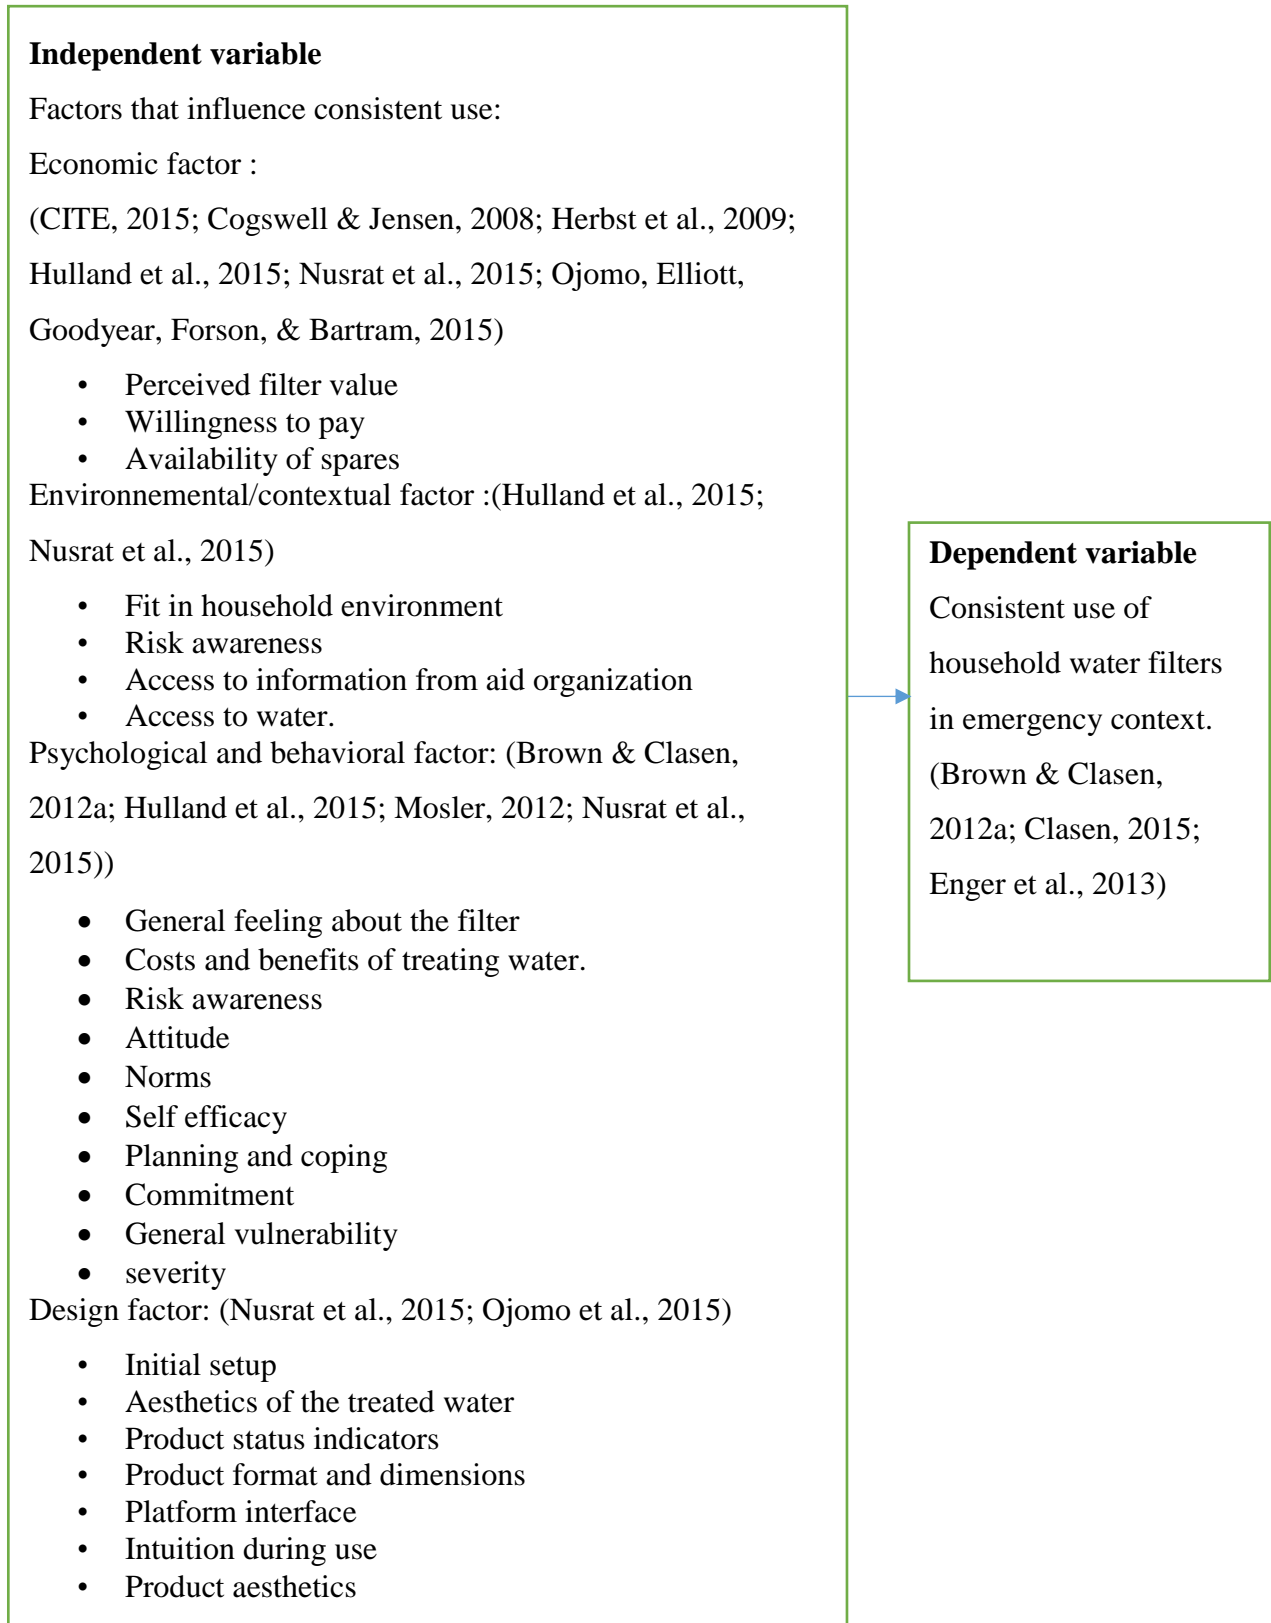 Independent variable
Factors that influence consistent use:
Economic factor :
(CITE, 2015; Cogswell & Jensen, 2008; Herbst et al., 2009;
Hulland et al., 2015; Nusrat et al., 2015; Ojomo, Elliott,
Goodyear, Forson, & Bartram, 2015)
• Perceived filter value
• Willingness to pay
• Availability of spares
Environnemental/contextual factor :(Hulland et al., 2015;
Nusrat et al., 2015)
• Fit in household environment
• Risk awareness
• Access to information from aid organization
• Access to water.
Psychological and behavioral factor: (Brown & Clasen,
2012a; Hulland et al., 2015; Mosler, 2012; Nusrat et al.,
2015))
• General feeling about the filter
• Costs and benefits of treating water.
• Risk awareness
• Attitude
• Norms
• Self efficacy
• Planning and coping
• Commitment
• General vulnerability
• severity
Design factor: (Nusrat et al., 2015; Ojomo et al., 2015)
• Initial setup
• Aesthetics of the treated water
• Product status indicators
• Product format and dimensions
• Platform interface
• Intuition during use
• Product aesthetics
Dependent variable
Consistent use of
household water filters
in emergency context.
(Brown & Clasen,
2012a; Clasen, 2015;
Enger et al., 2013)